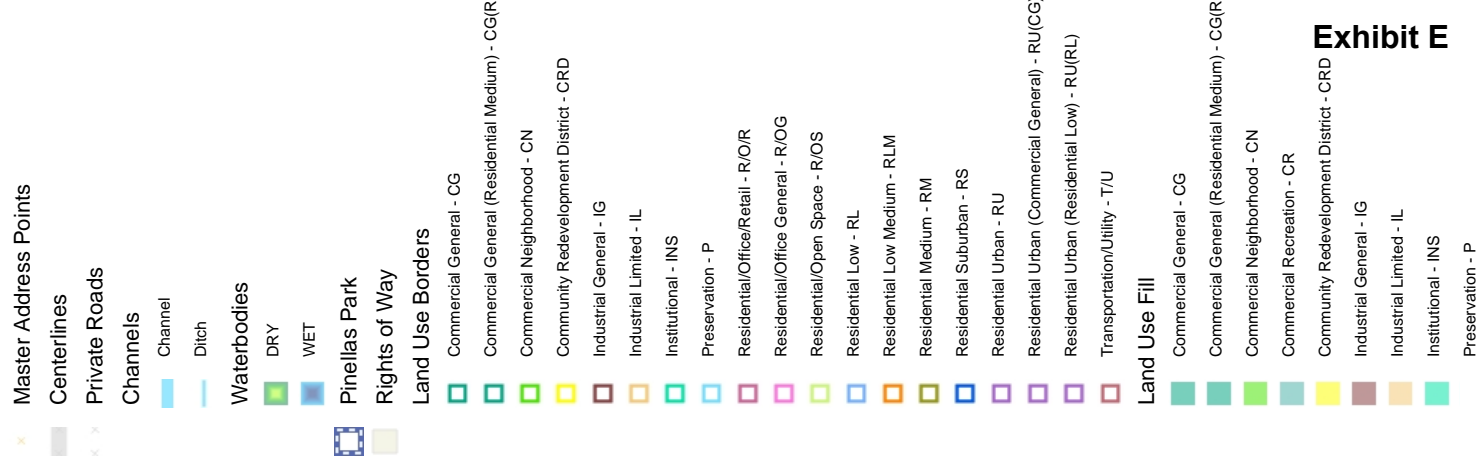 Exhibit E
Master Address Points
Centerlines
Private Roads
Channels
Channel
Ditch
Waterbodies
DRY
WET
Pinellas Park
Rights of Way
Land Use Borders
Commercial General - CG
Commercial General (Residential Medium) - CG(R
Commercial Neighborhood - CN
Community Redevelopment District - CRD
Industrial General - IG
Industrial Limited - IL
Institutional - INS
Preservation - P
Residential/Office/Retail - R/O/R
Residential/Office General - R/OG
Residential/Open Space - R/OS
Residential Low - RL
Residential Low Medium - RLM
Residential Medium - RM
Residential Suburban - RS
Residential Urban - RU
Residential Urban (Commercial General) - RU(CG)
Residential Urban (Residential Low) - RU(RL)
Transportation/Utility - T/U
Land Use Fill
Commercial General - CG
Commercial General (Residential Medium) - CG(R
Commercial Neighborhood - CN
Commercial Recreation - CR
Community Redevelopment District - CRD
Industrial General - IG
Industrial Limited - IL
Institutional - INS
Preservation - P